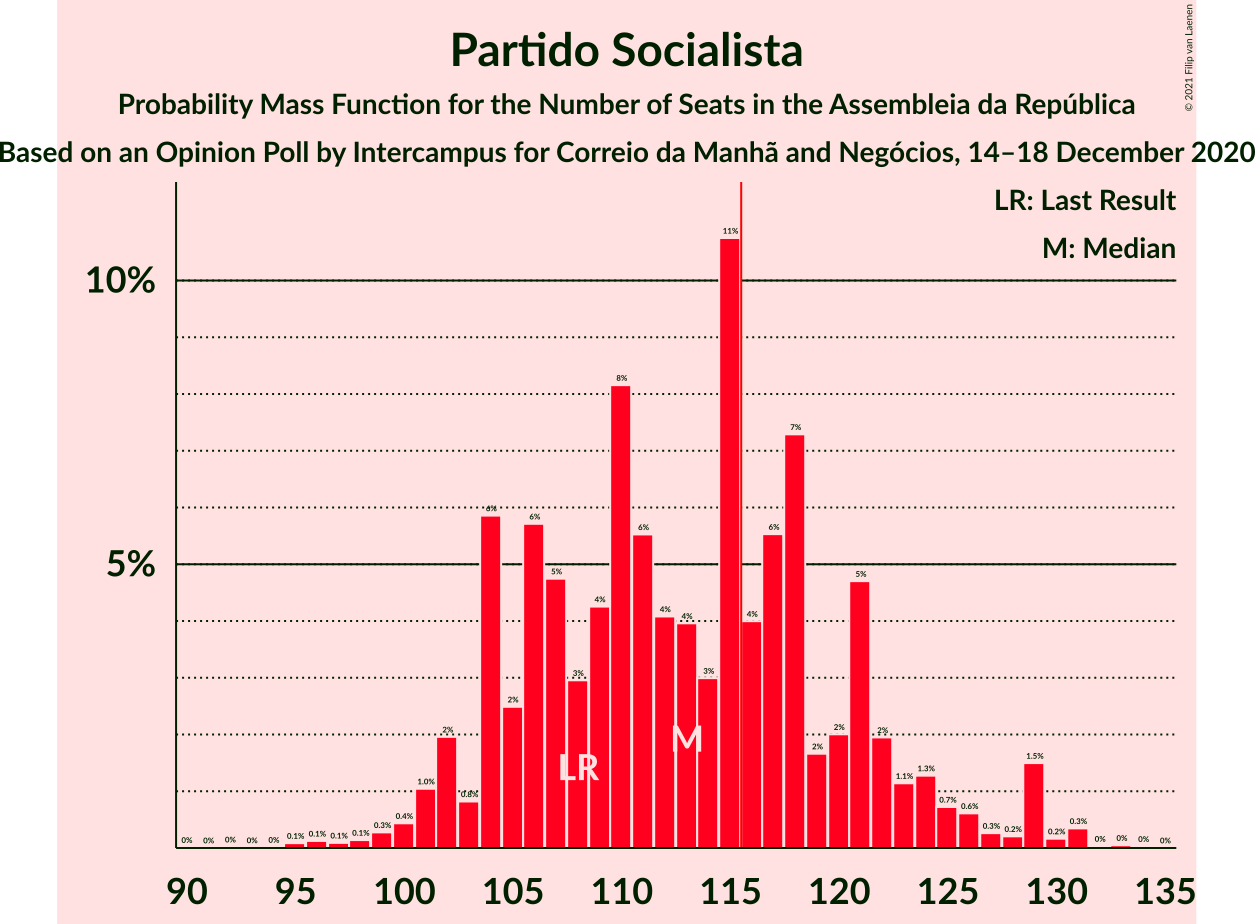 Partido Socialista
Probability Mass Function for the Number of Seats in the Assembleia da República
Based on an Opinion Poll by Intercampus for Correio da Manhã and Negócios, 14–18 December 2020
© 2021 Filip van Laenen
LR: Last Result
M: Median
10%
5%
0% 0% 0% 0% 0% 0.1% 0.1% 0.1% 0.1% 0.3% 0.4% 1.0% 2% 0.8% 6% 2% 6% 5% 3% 4% 8% 6% 4% 4% 3% 11% 4% 6% 7% 2% 2% 5% 2% 1.1% 1.3% 0.7% 0.6% 0.3% 0.2% 1.5% 0.2% 0.3% 0% 0% 0% 0%
M
LR
90 95 100 105 110 115 120 125 130 135